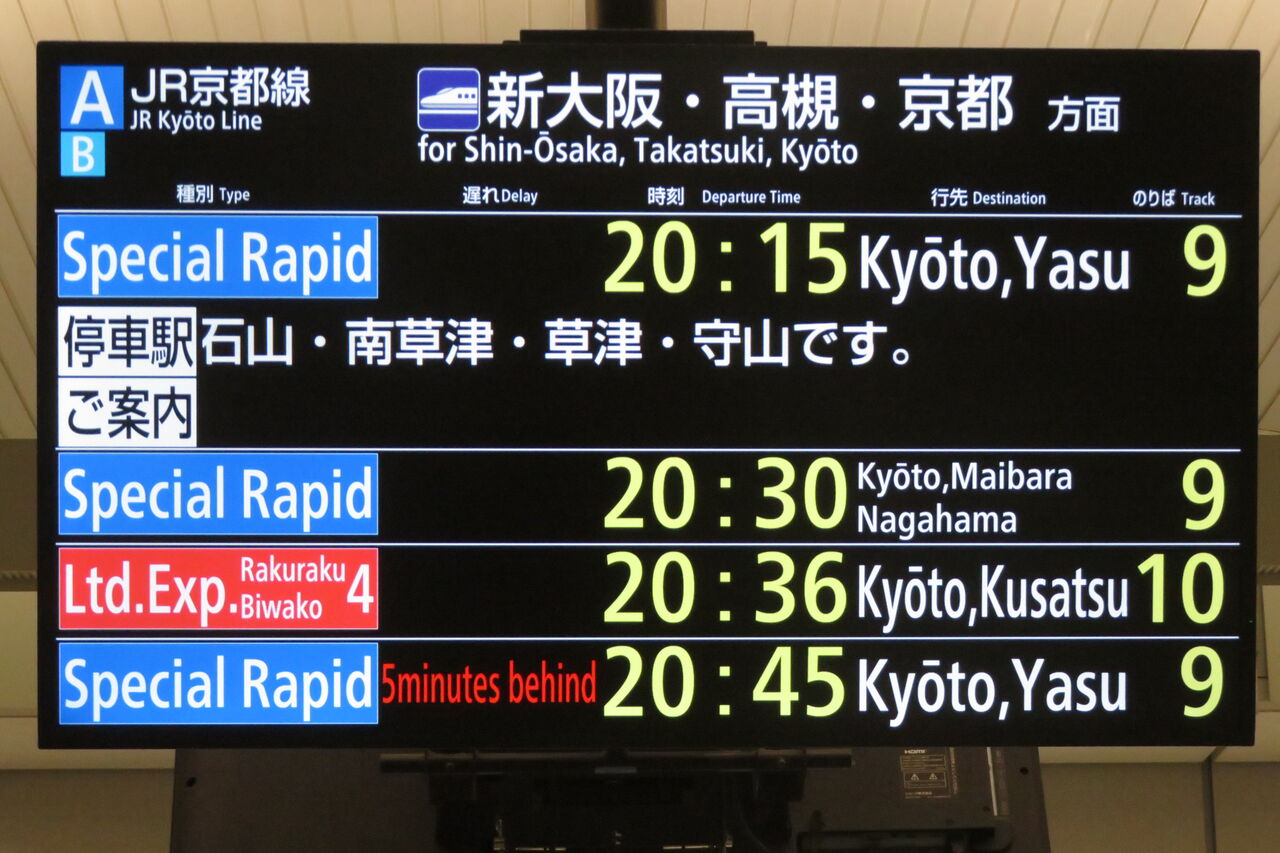 A JR京都線 新大阪・高槻・京都 方面
JR Kyōto Line
B for Shin-Ōsaka, Takatsuki, Kyōto
種別 Type 遅れ Delay 時刻 Departure Time 行先 Destination のりば Track
Special Rapid 20:15 Kyōto,Yasu 9
停車駅 石山・南草津・草津・守山です。
ご案内
Special Rapid 20:30 Kyōto,Maibara 9
Nagahama
Ltd.Exp. Rakuraku 4 20:36 Kyōto,Kusatsu 10
Biwako
Special Rapid 5minutes behind 20:45 Kyōto,Yasu 9
HDMI